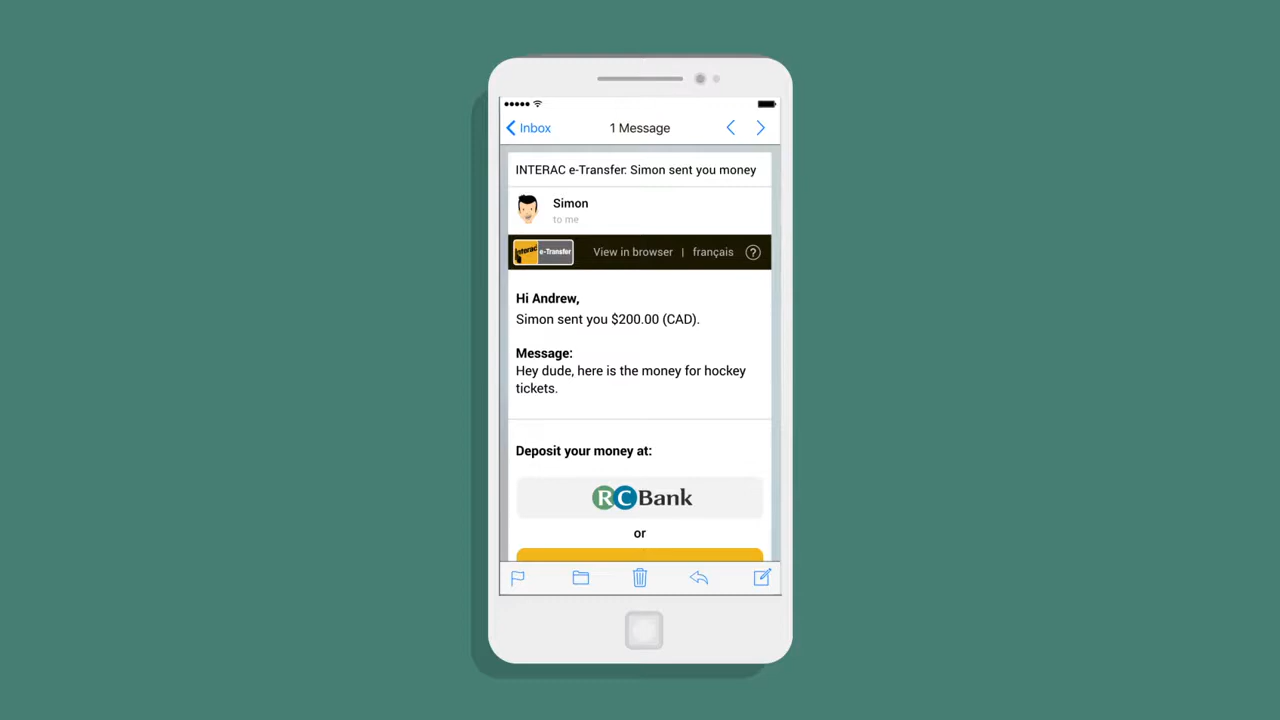 Inbox
1 Message
INTERAC e-Transfer: Simon sent you money
Simon
to me
Interac e-Transfer View in browser | français ?
Hi Andrew,
Simon sent you $200.00 (CAD).
Message:
Hey dude, here is the money for hockey
tickets.
Deposit your money at:
RC Bank
or